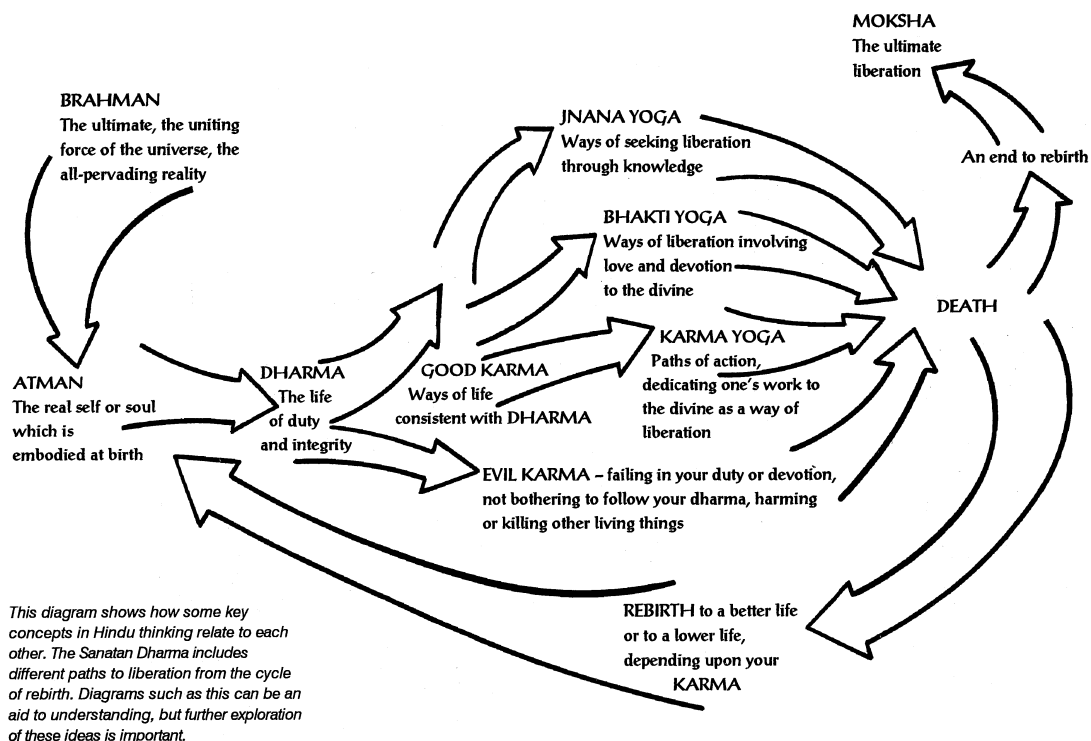 MOKSHA
The ultimate
liberation
BRAHMAN
The ultimate, the uniting
force of the universe, the
all-pervading reality
JNANA YOGA
Ways of seeking liberation
through knowledge
An end to rebirth
BHAKTI YOGA
Ways of liberation involving
love and devotion
to the divine
DEATH
KARMA YOGA
Paths of action,
dedicating one's work to
the divine as a way of
liberation
ATMAN
The real self or soul
which is
embodied at birth
DHARMA
The life
of duty
and integrity
GOOD KARMA
Ways of life
consistent with DHARMA
EVIL KARMA – failing in your duty or devotion,
not bothering to follow your dharma, harming
or killing other living things
REBIRTH to a better life
or to a lower life,
depending upon your
KARMA
This diagram shows how some key
concepts in Hindu thinking relate to each
other. The Sanatan Dharma includes
different paths to liberation from the cycle
of rebirth. Diagrams such as this can be an
aid to understanding, but further exploration
of these ideas is important.